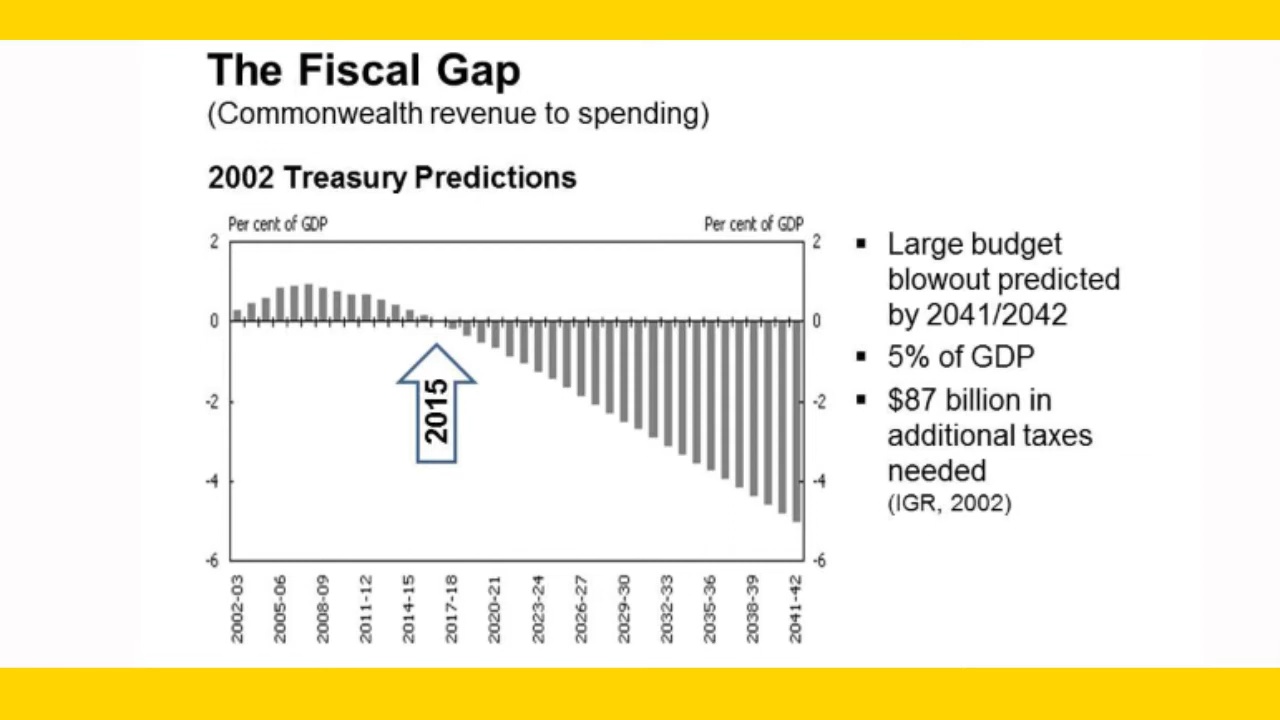 The Fiscal Gap
(Commonwealth revenue to spending)
2002 Treasury Predictions
Per cent of GDP
Per cent of GDP
2
2
0
0
-2
-2
-4
-4
-6
-6
2015
2002-03
2005-06
2008-09
2011-12
2014-15
2017-18
2020-21
2023-24
2026-27
2029-30
2032-33
2035-36
2038-39
2041-42
▪ Large budget
blowout predicted
by 2041/2042
▪ 5% of GDP
▪ $87 billion in
additional taxes
needed
(IGR, 2002)